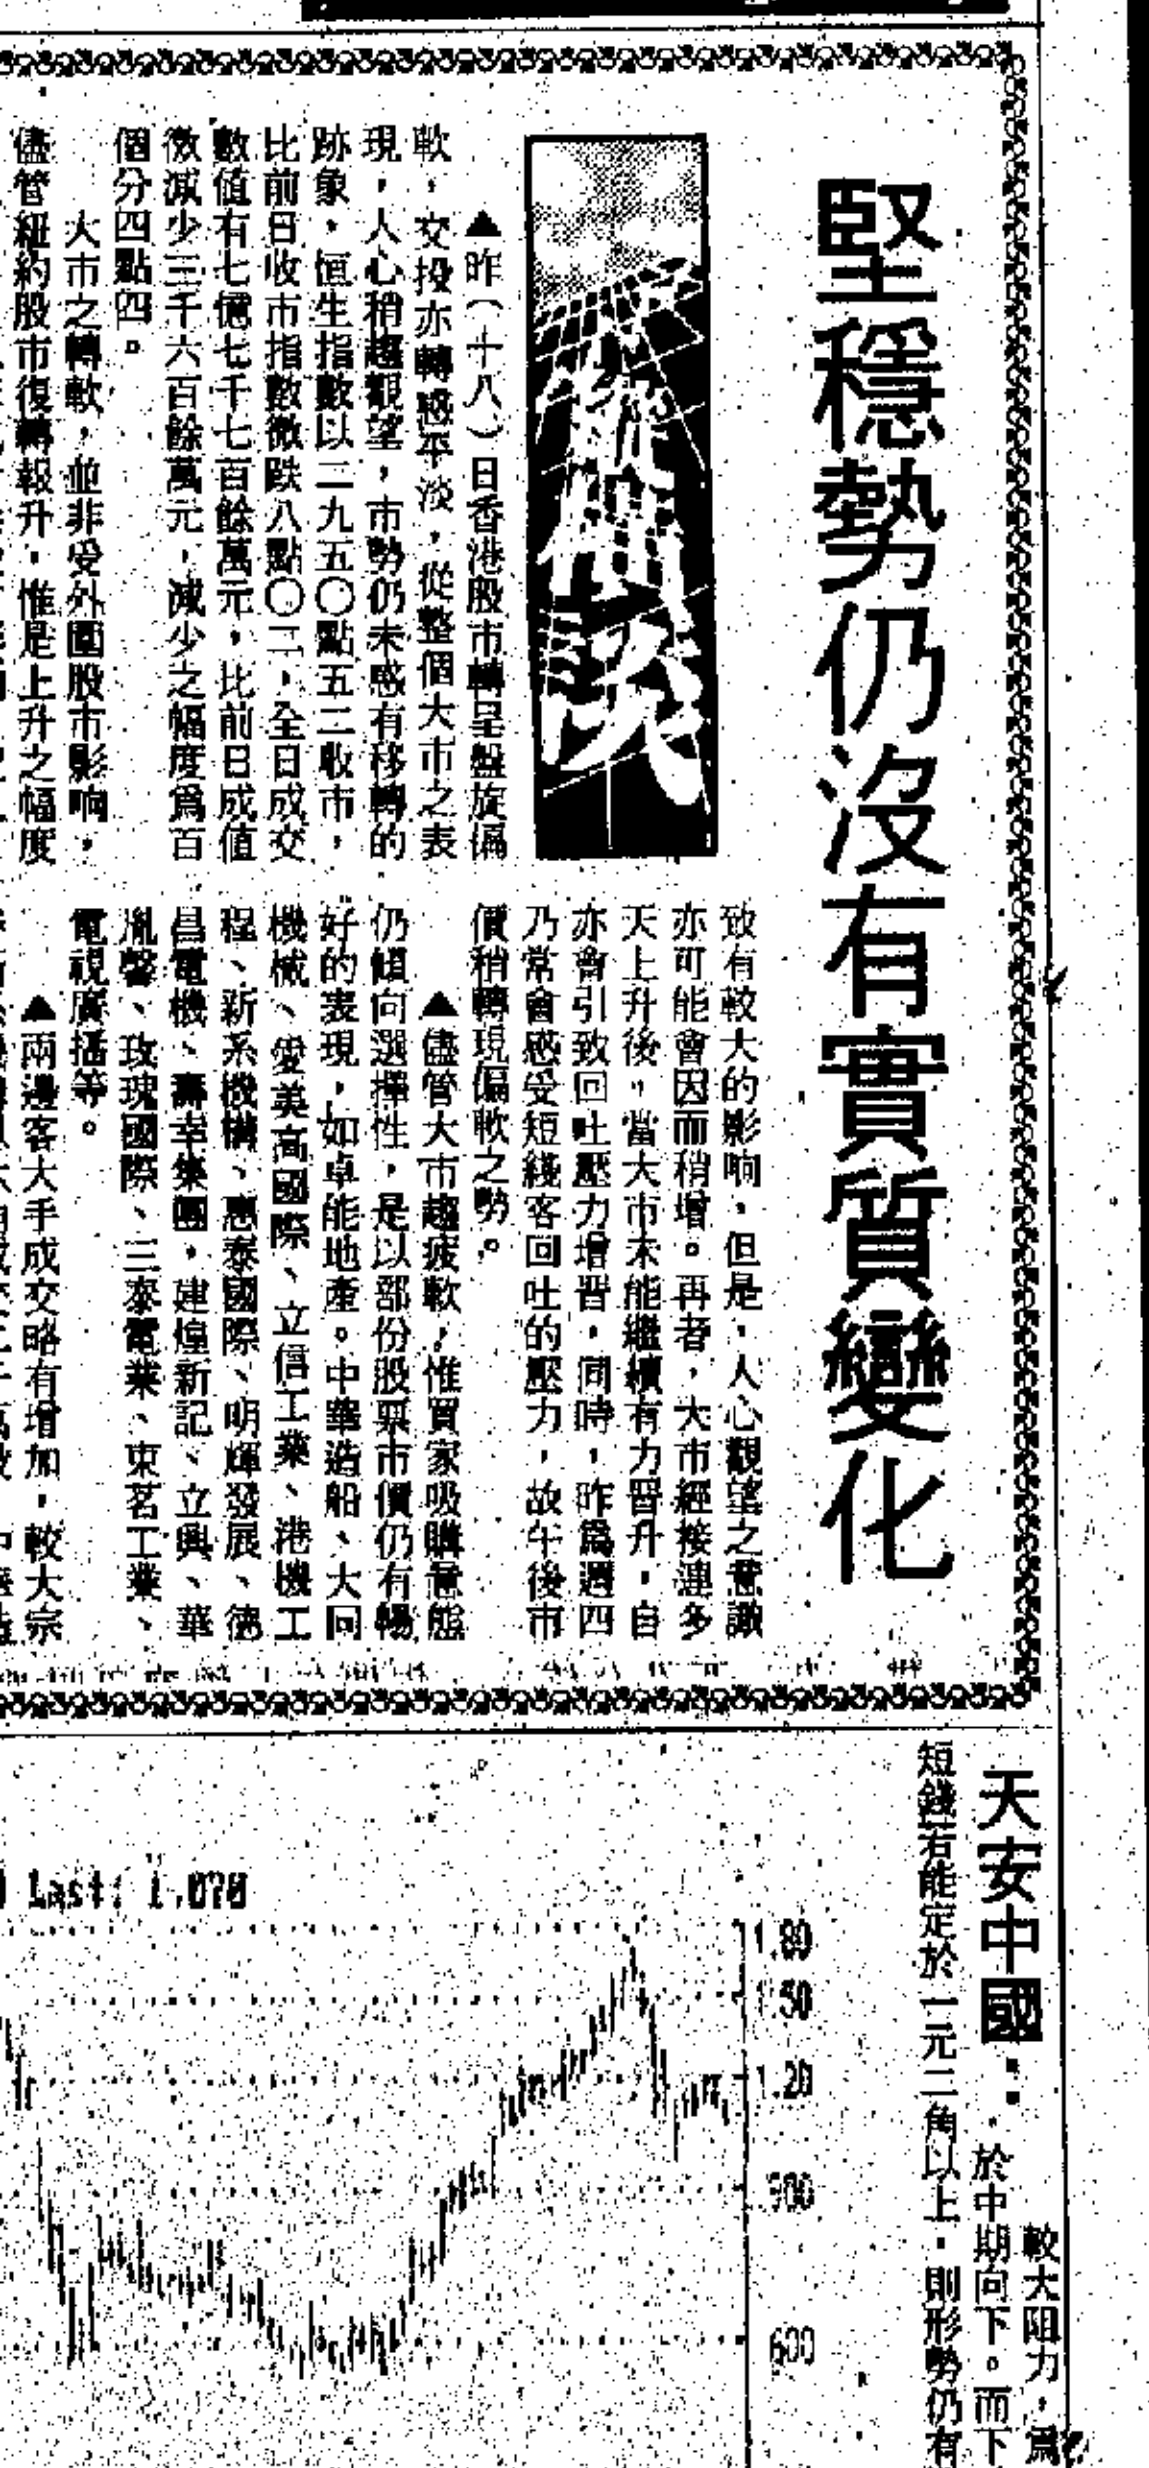 堅穩勢仍沒有實質變化
▲昨(十八)日香港股市轉呈盤旋偏
軟，交投亦轉感平淡，從整個大市之表
現，人心稍趨觀望，市勢仍未感有移轉的
跡象，恒生指數以二九五〇點五三收市，
比前日收市指數微跌八點〇二，全日成交
數值有七億七千七百餘萬元，比前日成值
微減少三千六百餘萬元，減少之幅度爲百
個分四點四。
大市之轉軟，並非受外圍股市影响，
儘管紐約股市復轉報升，惟是上升之幅度
致有較大的影响，但是，人心觀望之意識
亦可能會因而稍增。再者，大市經接連多
天上升後，當大市未能繼續有力晉升，自
亦會引致回吐壓力增晋，同時，昨爲週四
乃常會感受短綫客回吐的壓力，故午後市
價稍轉現偏軟之勢。
▲儘管大市趨疲軟，惟買家吸購意態
仍傾向選擇性，是以部份股票市價仍有暢
好的表現，如卓能地產。中華造船、大同
機械、愛美高國際、立信工業、港機工
程、新系機構、惠泰國際、明輝發展、德
昌電機、壽幸集團，建煌新記、立興、華
胤馨、玫瑰國際、三泰電業、東茗工業、
電視廣播等。
▲兩邊客大手成交略有增加，較大宗
天安中國：
較大阻力，爲
，於中期向下。而下
短綫若能定於一元二角以上，則形勢仍有
Last: 1.070
1.80
1.50
1.20
.900
.600